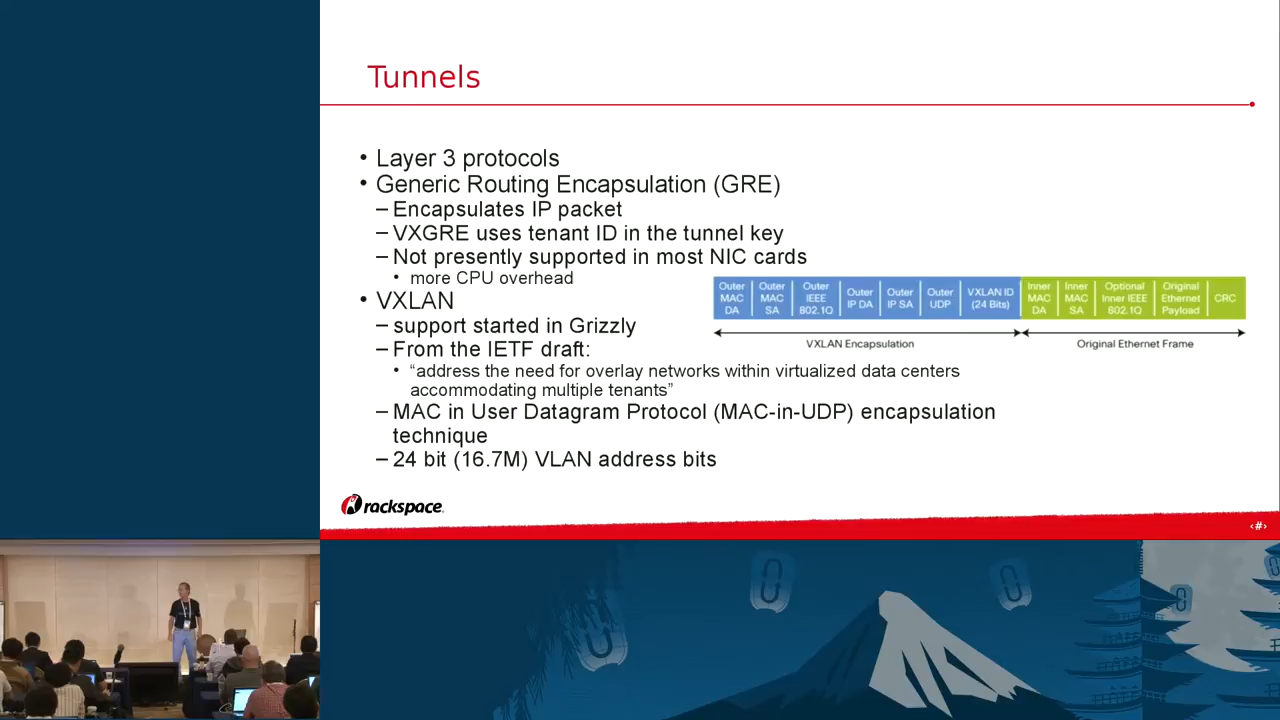 Tunnels
• Layer 3 protocols
• Generic Routing Encapsulation (GRE)
– Encapsulates IP packet
– VXGRE uses tenant ID in the tunnel key
– Not presently supported in most NIC cards
• more CPU overhead
• VXLAN
– support started in Grizzly
– From the IETF draft:
• “address the need for overlay networks within virtualized data centers
accommodating multiple tenants”
– MAC in User Datagram Protocol (MAC-in-UDP) encapsulation
technique
– 24 bit (16.7M) VLAN address bits
Outer MAC DA
Outer MAC SA
Outer IEEE 802.1Q
Outer IP DA
Outer IP SA
Outer UDP
VXLAN ID (24 Bits)
Inner MAC DA
Inner MAC SA
Optional Inner IEEE 802.1Q
Original Ethernet Payload
CRC
VXLAN Encapsulation
Original Ethernet Frame
rackspace.
‹#›